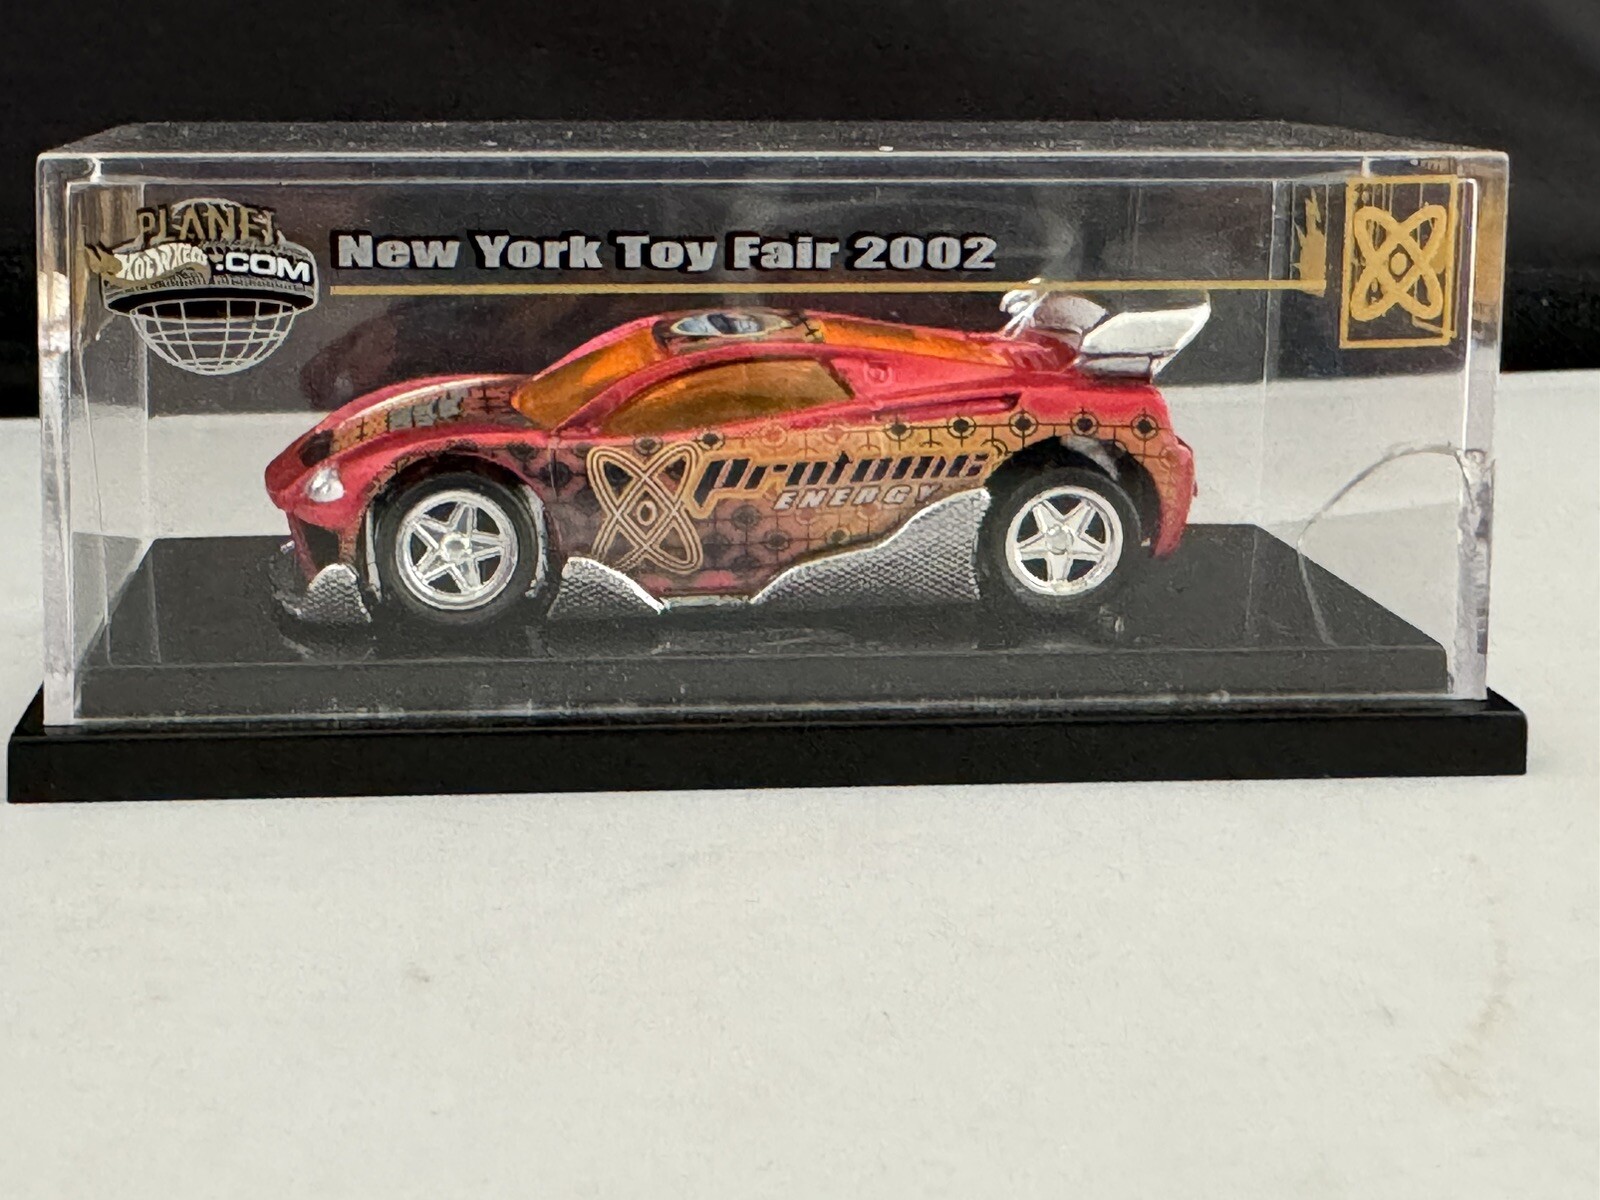 PLANET
HOT WHEELS.COM
New York Toy Fair 2002
Protonic
ENERGY